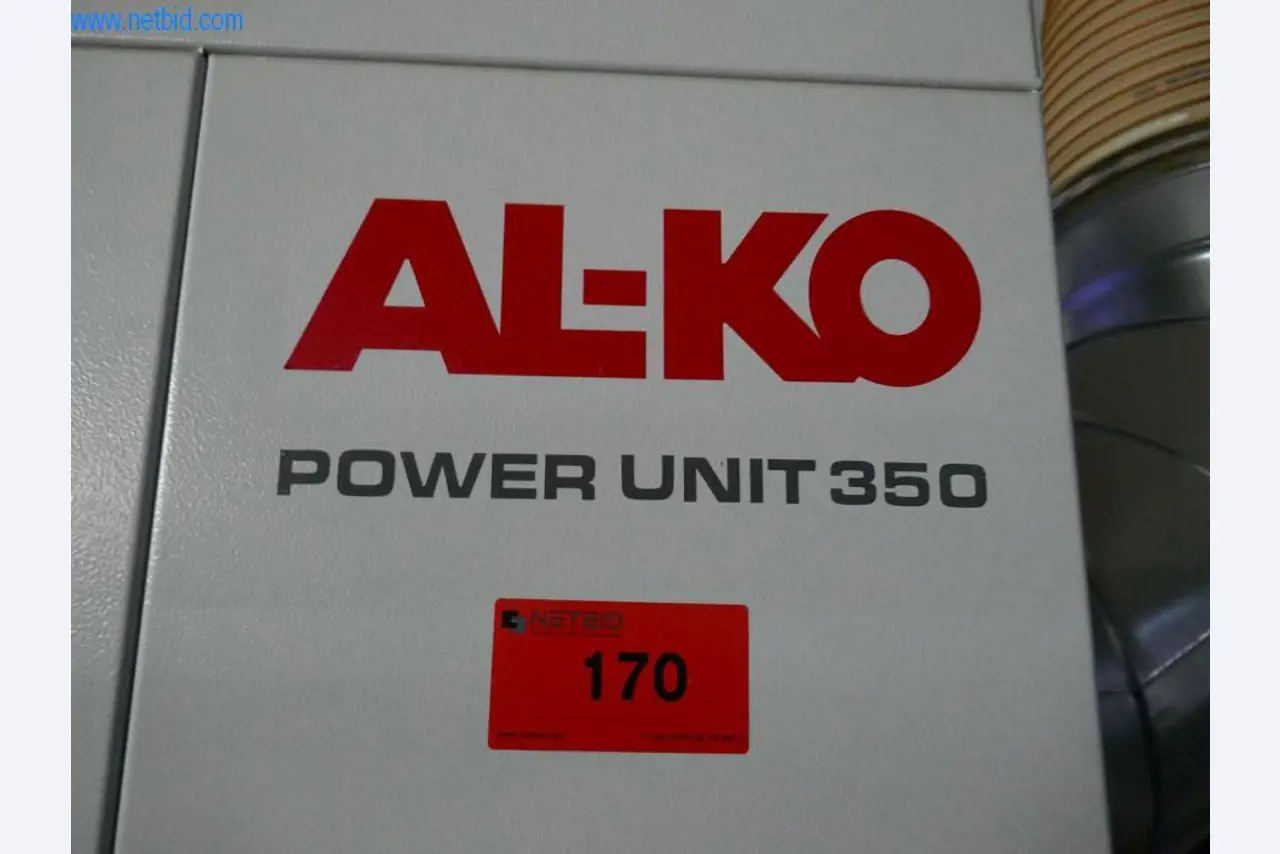 www.netbid.com
AL-KO
POWER UNIT 350
NETBID
170